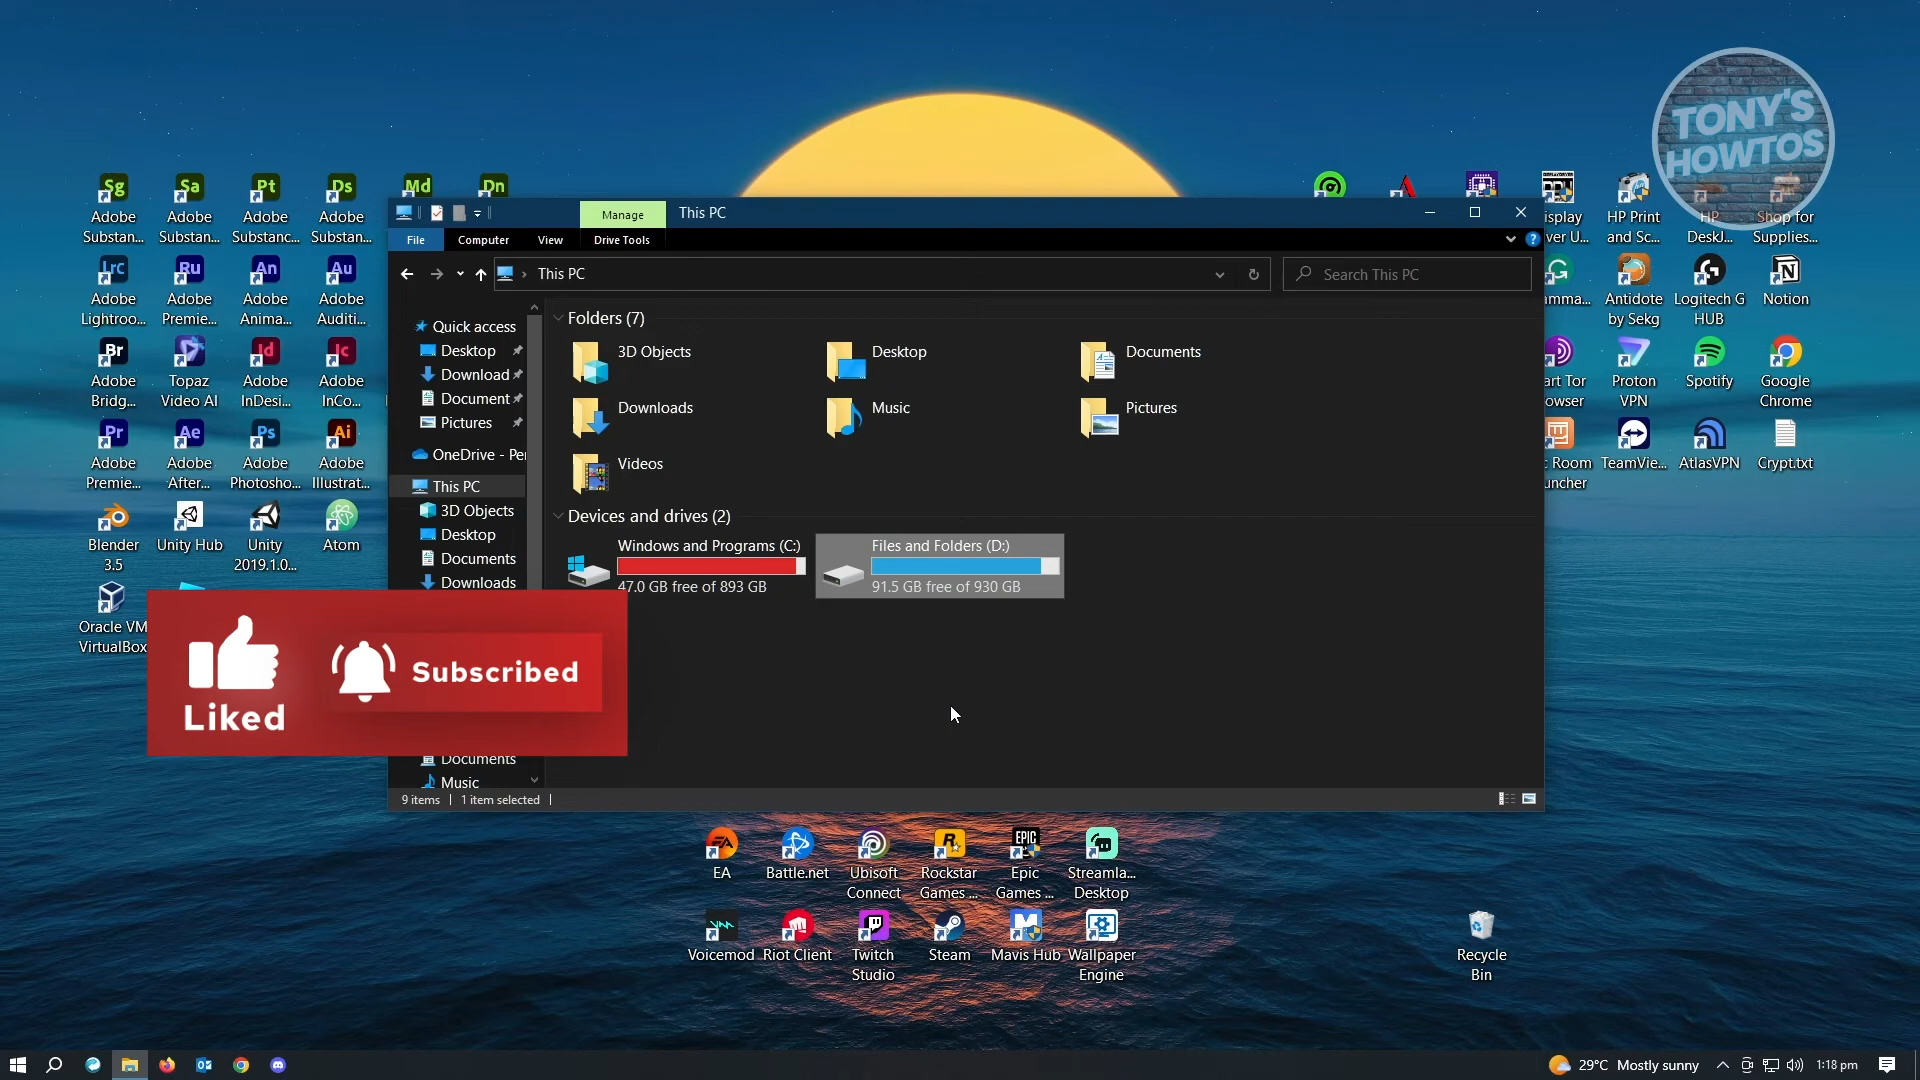 TONY'S
HOWTOS
Sg
Sa
Pt
Ds
Md
Dn
Adobe
Substan...
Adobe
Substan...
Adobe
Substanc...
Adobe
Substan...
HP Print
and Sc...
HP
DeskJ...
Shop for
Supplies...
Manage
This PC
File
Computer
View
Drive Tools
This PC
Search This PC
Lrc
Ru
An
Au
Adobe
Lightroo...
Adobe
Premie...
Adobe
Anima...
Adobe
Auditi...
Antidote
by Sekg
Logitech G
HUB
Notion
Br
Id
Ic
Adobe
Bridg...
Topaz
Video AI
Adobe
InDesi...
Adobe
InCo...
Proton
VPN
Spotify
Google
Chrome
Pr
Ae
Ps
Ai
Adobe
Premie...
Adobe
After...
Adobe
Photosho...
Adobe
Illustrat...
TeamVie...
AtlasVPN
Crypt.txt
Blender
3.5
Unity Hub
Unity
2019.1.0...
Atom
Oracle VM
VirtualBox
Quick access
Desktop
Download
Document
Pictures
OneDrive - Per
This PC
3D Objects
Desktop
Documents
Downloads
Documents
Music
Folders (7)
3D Objects
Desktop
Documents
Downloads
Music
Pictures
Videos
Devices and drives (2)
Windows and Programs (C:)
47.0 GB free of 893 GB
Files and Folders (D:)
91.5 GB free of 930 GB
Liked
Subscribed
9 items
1 item selected
EPIC
EA
Battle.net
Ubisoft
Connect
Rockstar
Games ...
Epic
Games ...
Streamla...
Desktop
Voicemod
Riot Client
Twitch
Studio
Steam
Mavis Hub
Wallpaper
Engine
Recycle
Bin
29°C Mostly sunny
1:18 pm